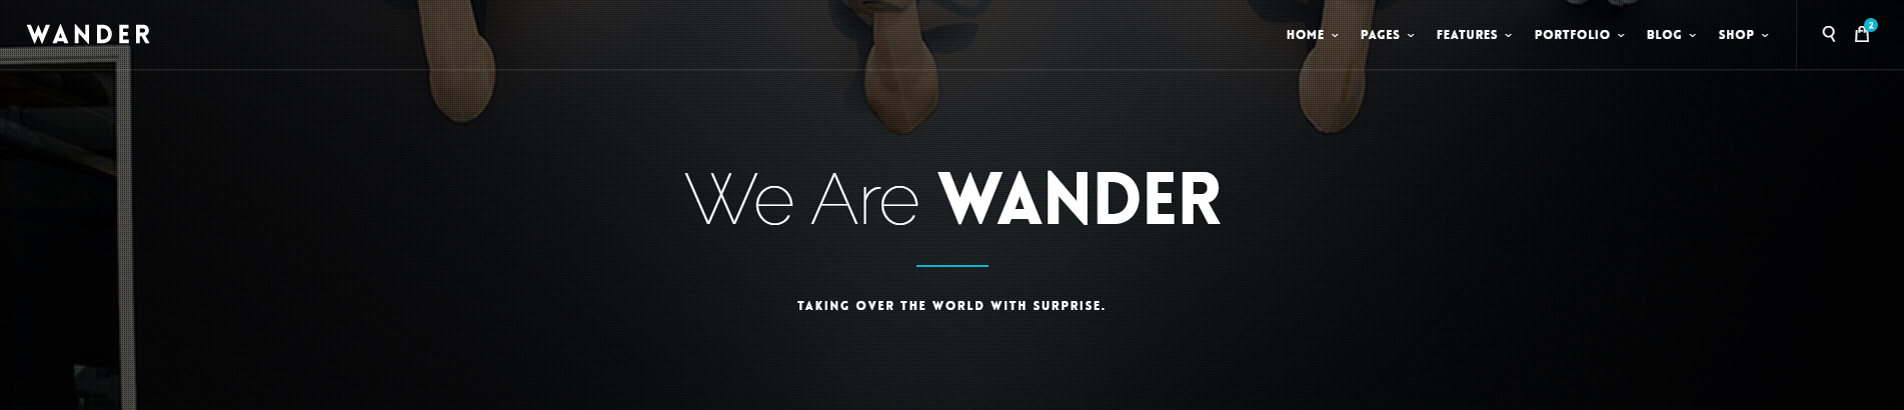 WANDER
HOME PAGES FEATURES PORTFOLIO BLOG SHOP 2
We Are WANDER
TAKING OVER THE WORLD WITH SURPRISE.